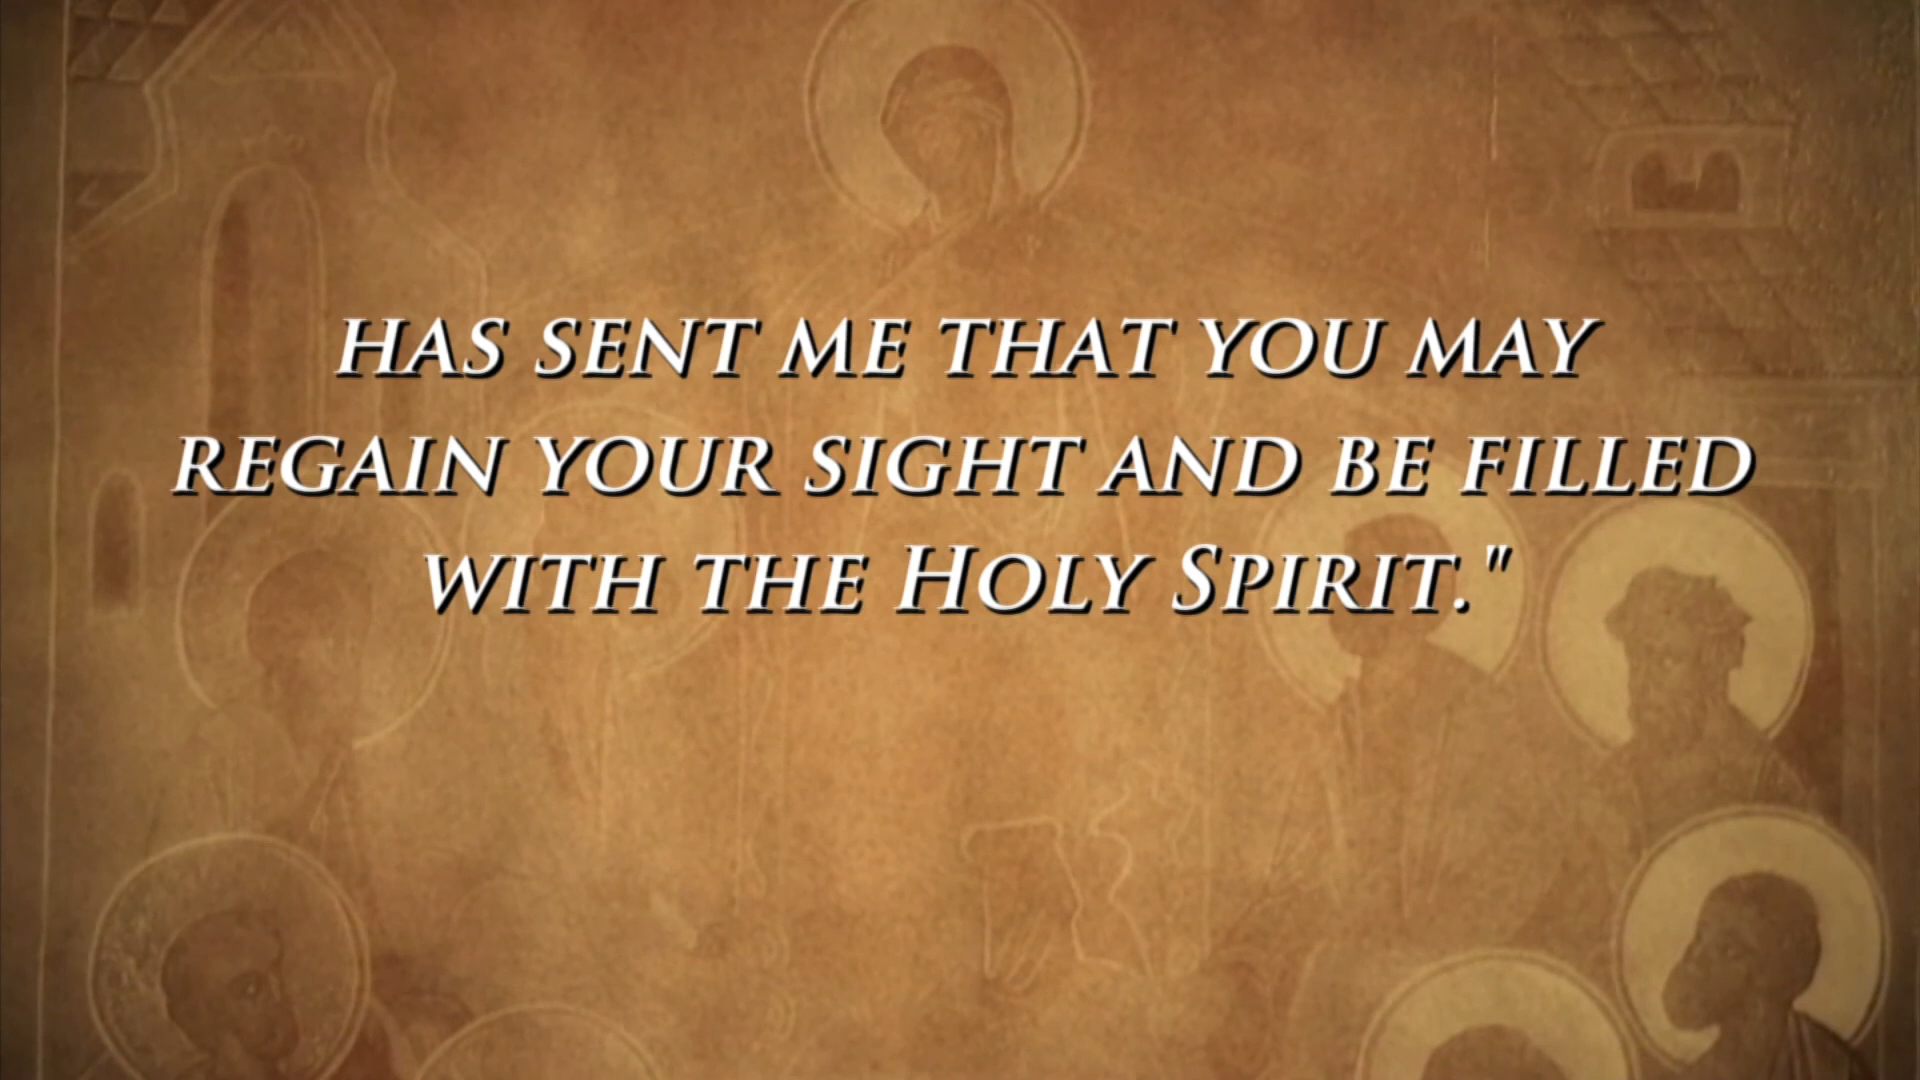 HAS SENT ME THAT YOU MAY
REGAIN YOUR SIGHT AND BE FILLED
WITH THE HOLY SPIRIT."